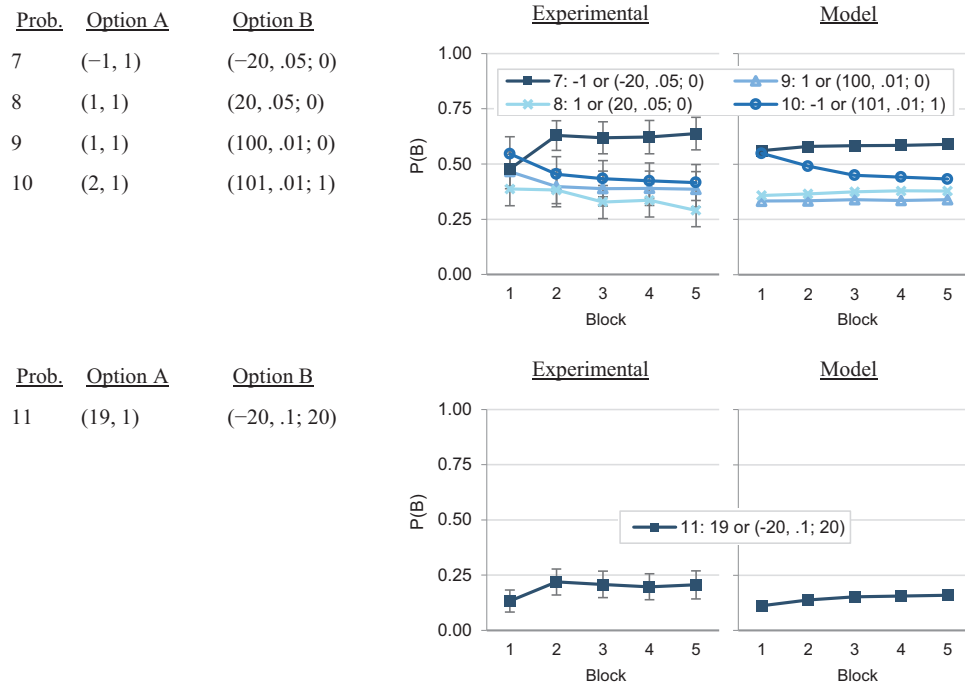 Prob. Option A Option B
7 (−1, 1) (−20, .05; 0)
8 (1, 1) (20, .05; 0)
9 (1, 1) (100, .01; 0)
10 (2, 1) (101, .01; 1)
Experimental Model
1.00
0.75
0.50
0.25
0.00
P(B)
7: -1 or (-20, .05; 0) 9: 1 or (100, .01; 0)
8: 1 or (20, .05; 0) 10: -1 or (101, .01; 1)
1 2 3 4 5 1 2 3 4 5
Block Block
Prob. Option A Option B
11 (19, 1) (−20, .1; 20)
Experimental Model
1.00
0.75
0.50
0.25
0.00
P(B)
11: 19 or (-20, .1; 20)
1 2 3 4 5 1 2 3 4 5
Block Block